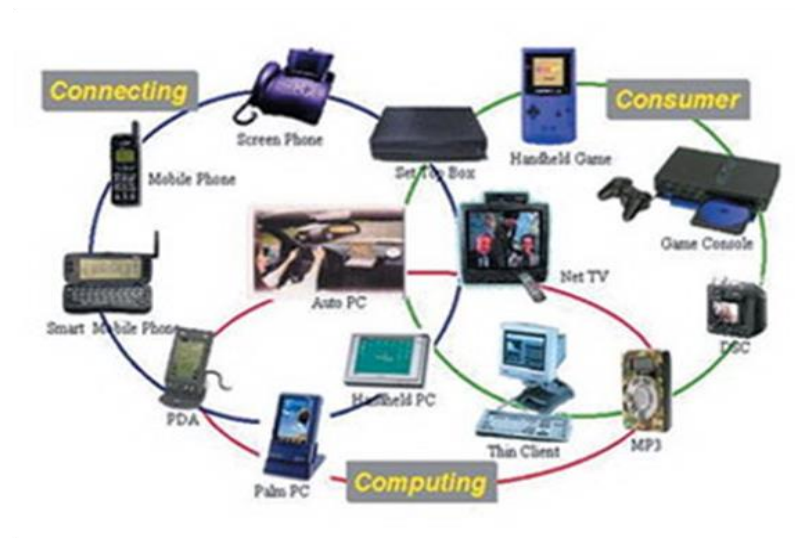 Connecting
Consumer
Screen Phone
Set Top Box
Handheld Game
Mobile Phone
Game Console
Auto PC
Net TV
Smart Mobile Phone
DSC
Handheld PC
PDA
Thin Client
MP3
Palm PC
Computing